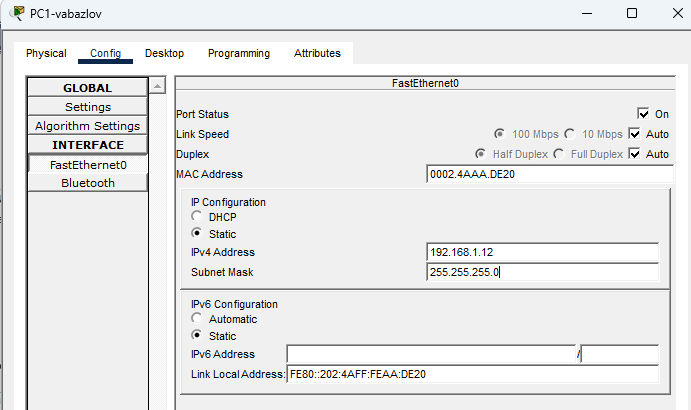 PC1-vabazlov
Physical Config Desktop Programming Attributes
GLOBAL
Settings
Algorithm Settings
INTERFACE
FastEthernet0
Bluetooth
FastEthernet0
Port Status On
Link Speed 100 Mbps 10 Mbps Auto
Duplex Half Duplex Full Duplex Auto
MAC Address 0002.4AAA.DE20
IP Configuration
DHCP
Static
IPv4 Address 192.168.1.12
Subnet Mask 255.255.255.0
IPv6 Configuration
Automatic
Static
IPv6 Address /
Link Local Address: FE80::202:4AFF:FEAA:DE20